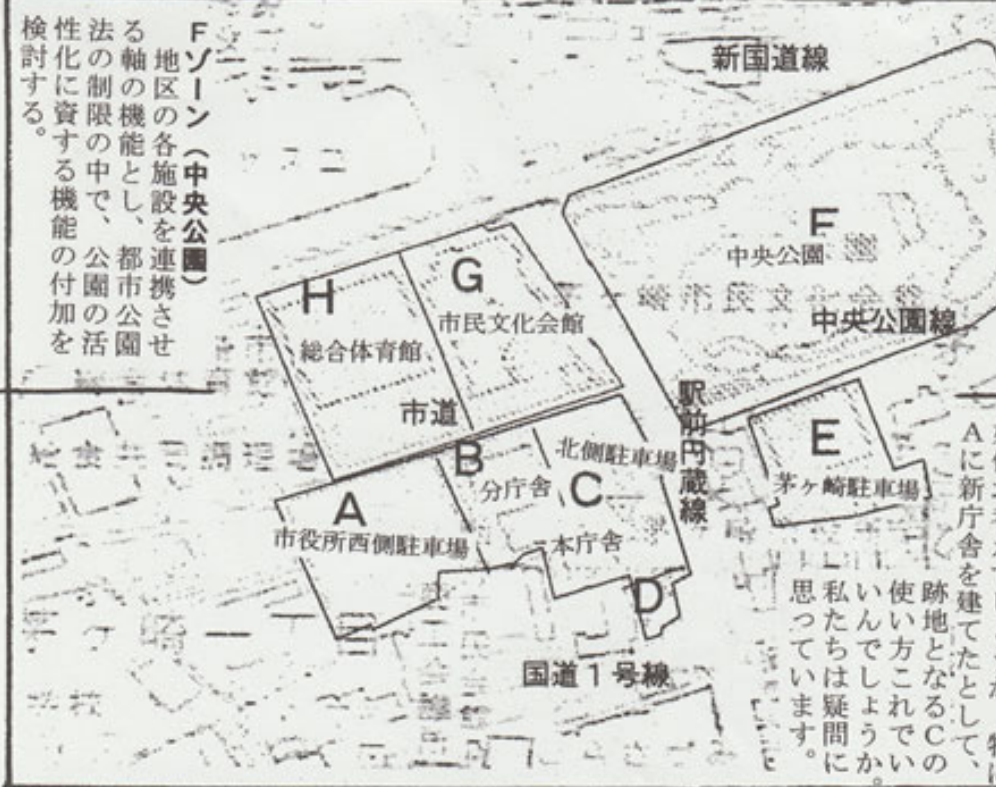 Fゾーン（中央公園）
地区の各施設を連携させ
る軸の機能とし、都市公園
法の制限の中で、公園の活
性化に資する機能の付加を
検討する。
新国道線
F
中央公園
中央公園線
H
総合体育館
G
市民文化会館
市道
駅前円蔵線
E
茅ヶ崎駐車場
B
分庁舎
北側駐車場
C
本庁舎
A
市役所西側駐車場
D
国道1号線
Aに新庁舎を建てたとして、
跡地となるCの
使い方これでい
いんでしょうか。
私たちは疑問に
思っています。